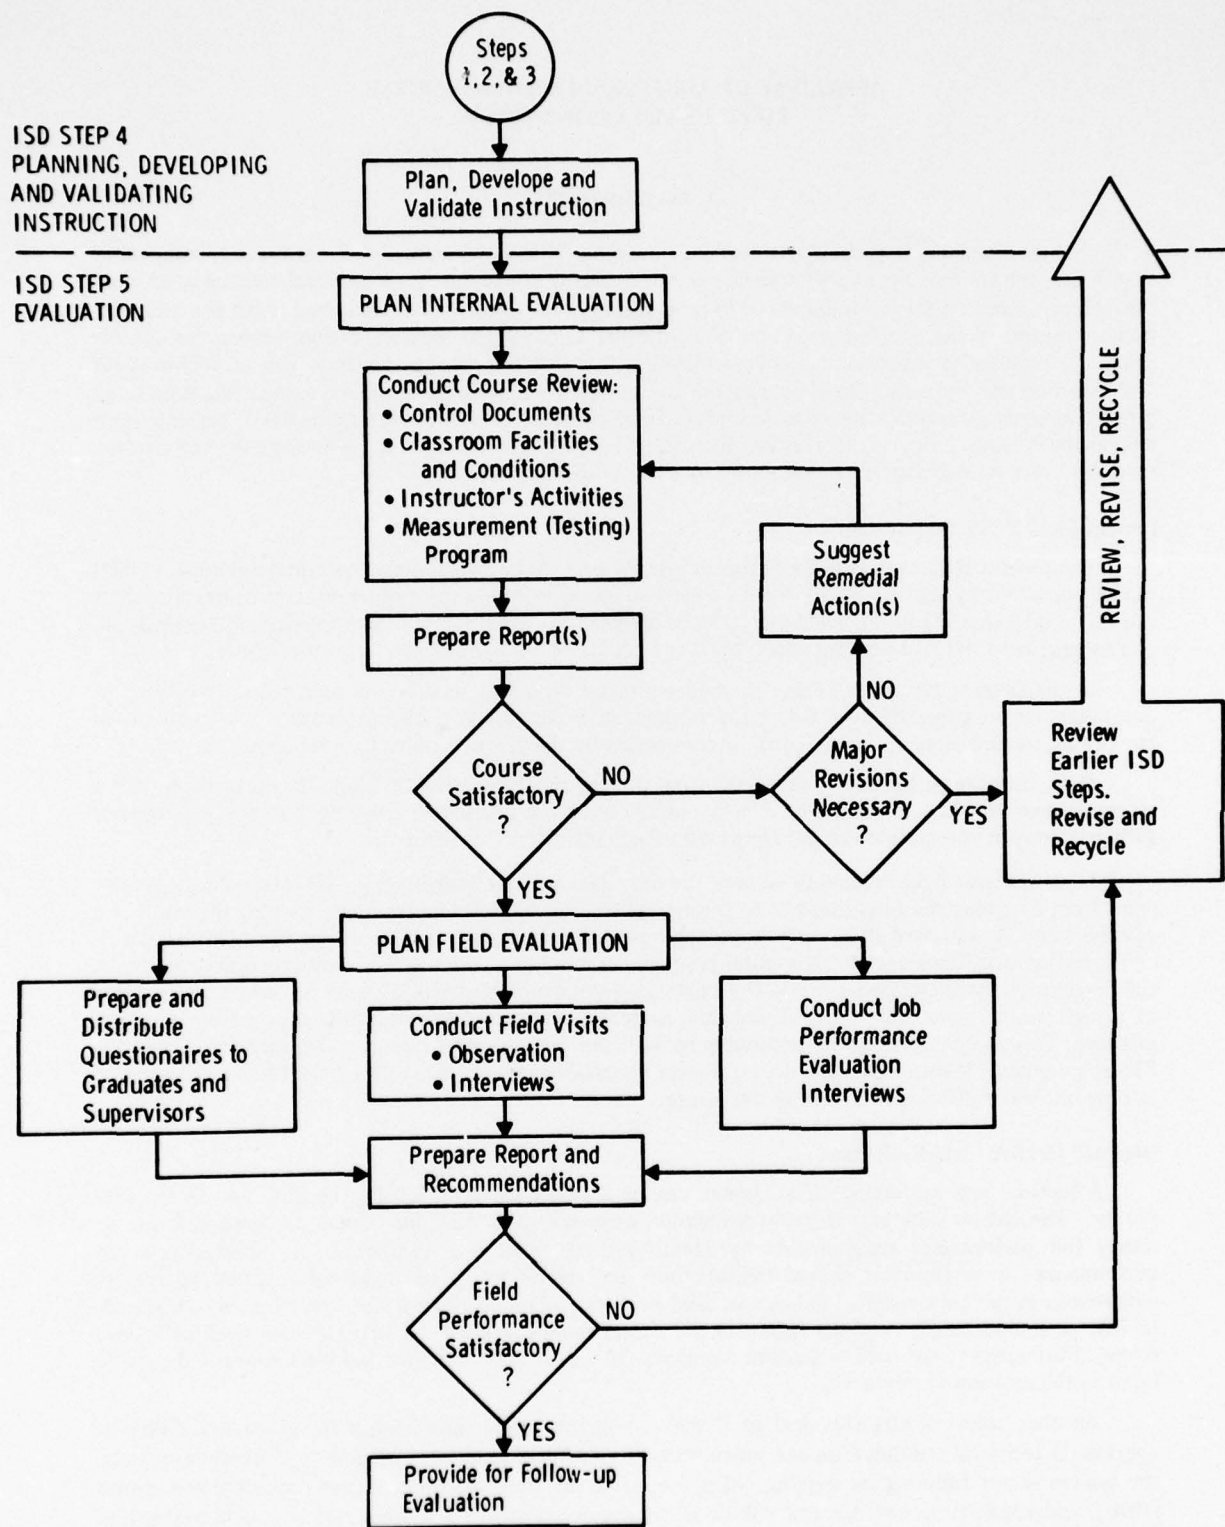 Steps
1, 2, & 3
ISD STEP 4
PLANNING, DEVELOPING
AND VALIDATING
INSTRUCTION
Plan, Develope and
Validate Instruction
ISD STEP 5
EVALUATION
PLAN INTERNAL EVALUATION
Conduct Course Review:
• Control Documents
• Classroom Facilities
and Conditions
• Instructor's Activities
• Measurement (Testing)
Program
Suggest
Remedial
Action(s)
REVIEW, REVISE, RECYCLE
Prepare Report(s)
NO
Course
Satisfactory
?
NO
Major
Revisions
Necessary
?
YES
Review
Earlier ISD
Steps.
Revise and
Recycle
YES
PLAN FIELD EVALUATION
Prepare and
Distribute
Questionaires to
Graduates and
Supervisors
Conduct Field Visits
• Observation
• Interviews
Conduct Job
Performance
Evaluation
Interviews
Prepare Report and
Recommendations
Field
Performance
Satisfactory
?
NO
YES
Provide for Follow-up
Evaluation